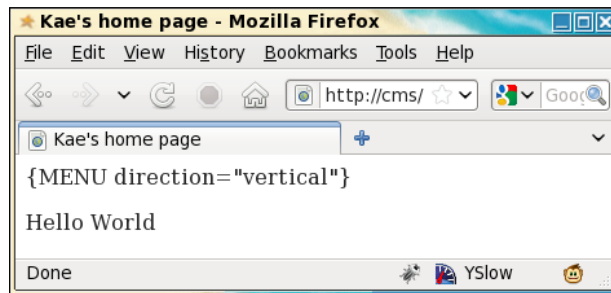 Kae's home page - Mozilla Firefox
File Edit View History Bookmarks Tools Help
http://cms/ Goog
Kae's home page
{MENU direction="vertical"}
Hello World
Done YSlow